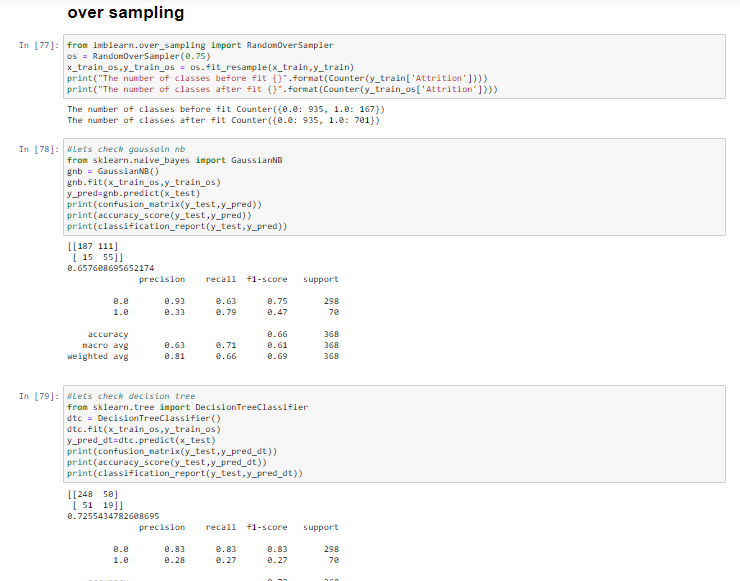 over sampling
In [77]: from imblearn.over_sampling import RandomOverSampler
os = RandomOverSampler(0.75)
x_train_os,y_train_os = os.fit_resample(x_train,y_train)
print("The number of classes before fit {}".format(Counter(y_train['Attrition'])))
print("The number of classes after fit {}".format(Counter(y_train_os['Attrition'])))
The number of classes before fit Counter({0.0: 935, 1.0: 167})
The number of classes after fit Counter({0.0: 935, 1.0: 701})
In [78]: #Lets check gaussain nb
from sklearn.naive_bayes import GaussianNB
gnb = GaussianNB()
gnb.fit(x_train_os,y_train_os)
y_pred=gnb.predict(x_test)
print(confusion_matrix(y_test,y_pred))
print(accuracy_score(y_test,y_pred))
print(classification_report(y_test,y_pred))
[[187 111]
[ 15 55]]
0.657608695652174
precision recall f1-score support
0.0 0.93 0.63 0.75 298
1.0 0.33 0.79 0.47 70
accuracy 0.66 368
macro avg 0.63 0.71 0.61 368
weighted avg 0.81 0.66 0.69 368
In [79]: #Lets check decision tree
from sklearn.tree import DecisionTreeClassifier
dtc = DecisionTreeClassifier()
dtc.fit(x_train_os,y_train_os)
y_pred_dt=dtc.predict(x_test)
print(confusion_matrix(y_test,y_pred_dt))
print(accuracy_score(y_test,y_pred_dt))
print(classification_report(y_test,y_pred_dt))
[[248 50]
[ 51 19]]
0.7255434782608695
precision recall f1-score support
0.0 0.83 0.83 0.83 298
1.0 0.28 0.27 0.27 70